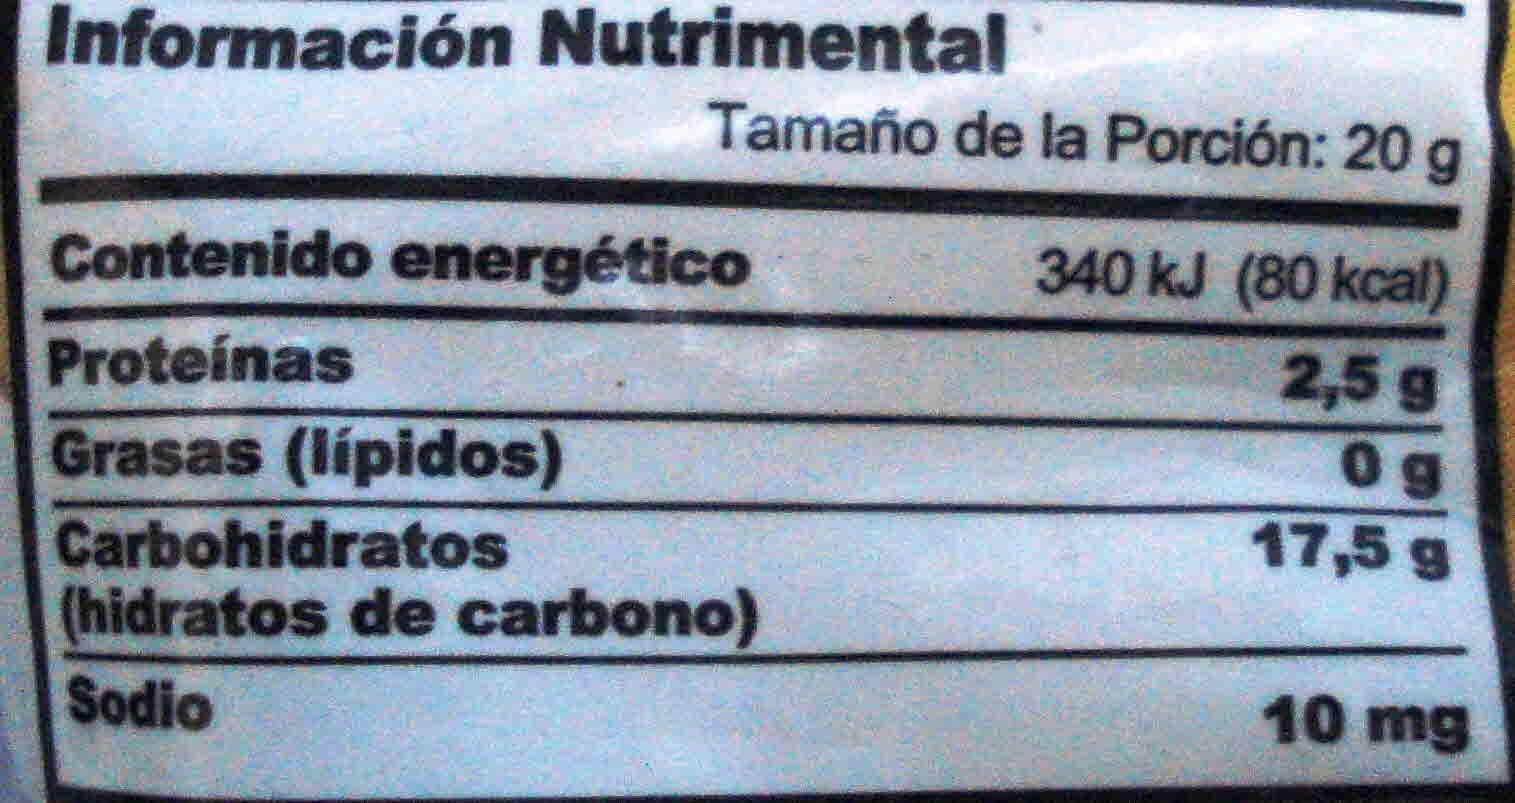 Información Nutrimental
Tamaño de la Porción: 20 g
Contenido energético 340 kJ (80 kcal)
Proteínas 2,5 g
Grasas (lípidos) 0 g
Carbohidratos 17,5 g
(hidratos de carbono)
Sodio 10 mg